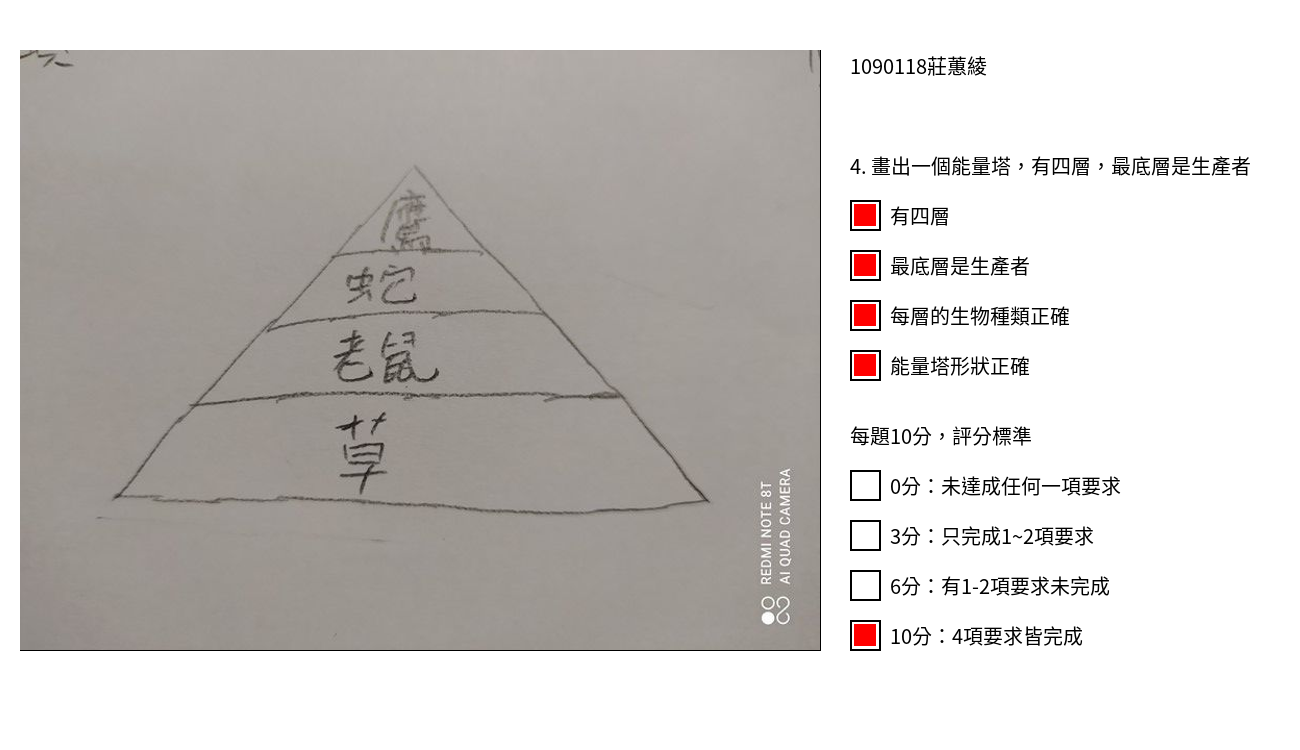 鷹
蛇
老鼠
草
REDMI NOTE 8T
AI QUAD CAMERA
1090118莊蕙綾
4. 畫出一個能量塔，有四層，最底層是生產者
有四層
最底層是生產者
每層的生物種類正確
能量塔形狀正確
每題10分，評分標準
0分：未達成任何一項要求
3分：只完成1~2項要求
6分：有1-2項要求未完成
10分：4項要求皆完成